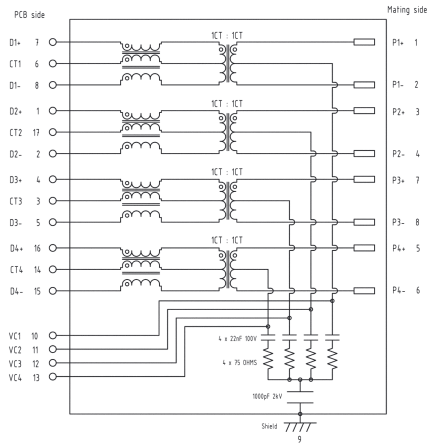 PCB side
Mating side
D1+ 7
1CT : 1CT
P1+ 1
CT1 6
D1- 8
P1- 2
D2+ 1
1CT : 1CT
P2+ 3
CT2 17
D2- 2
P2- 4
D3+ 4
1CT : 1CT
P3+ 7
CT3 3
D3- 5
P3- 8
D4+ 16
1CT : 1CT
P4+ 5
CT4 14
D4- 15
P4- 6
VC1 10
VC2 11
4 x 22nF 100V
VC3 12
4 x 75 OHMS
VC4 13
1000pF 2kV
Shield
9